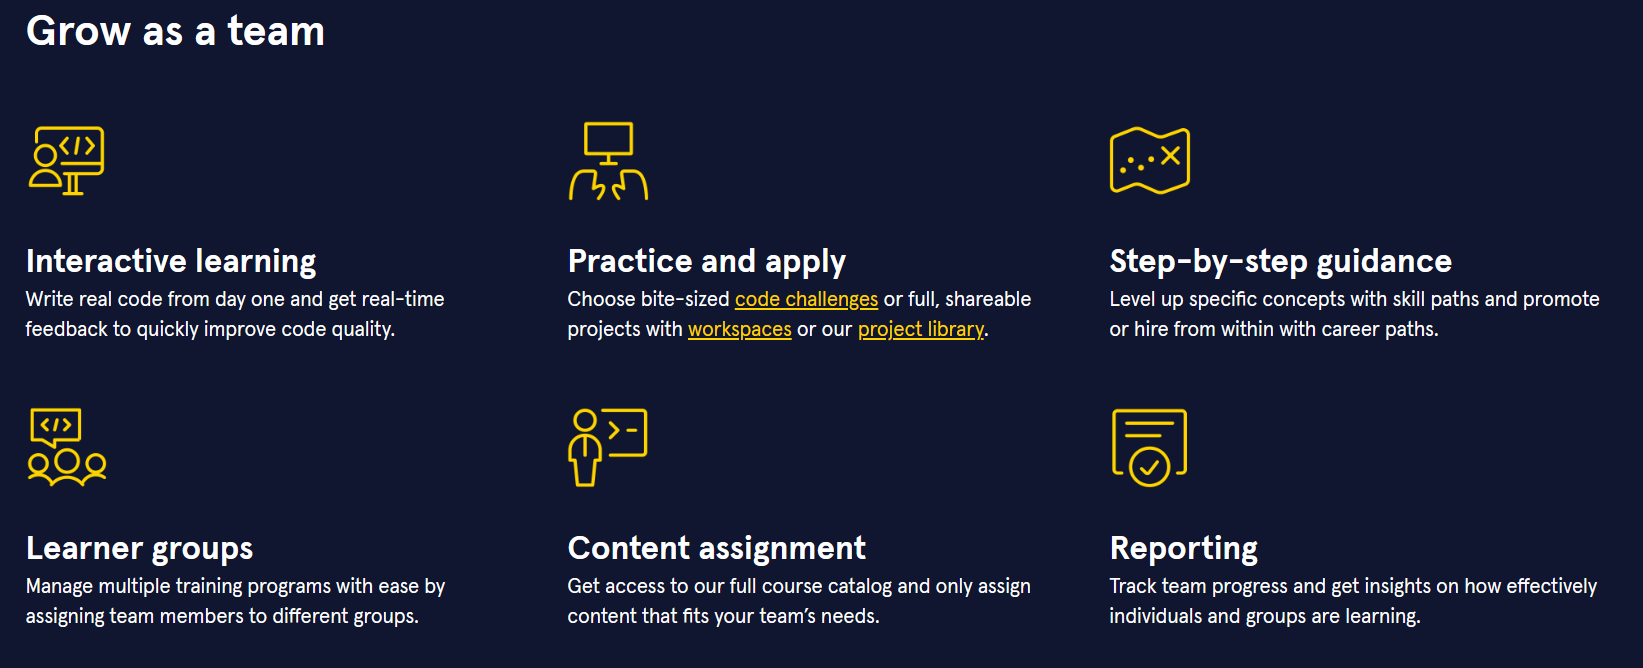 Grow as a team
</>
Interactive learning
Write real code from day one and get real-time
feedback to quickly improve code quality.
Practice and apply
Choose bite-sized code challenges or full, shareable
projects with workspaces or our project library.
Step-by-step guidance
Level up specific concepts with skill paths and promote
or hire from within with career paths.
</>
Learner groups
Manage multiple training programs with ease by
assigning team members to different groups.
Content assignment
Get access to our full course catalog and only assign
content that fits your team’s needs.
Reporting
Track team progress and get insights on how effectively
individuals and groups are learning.